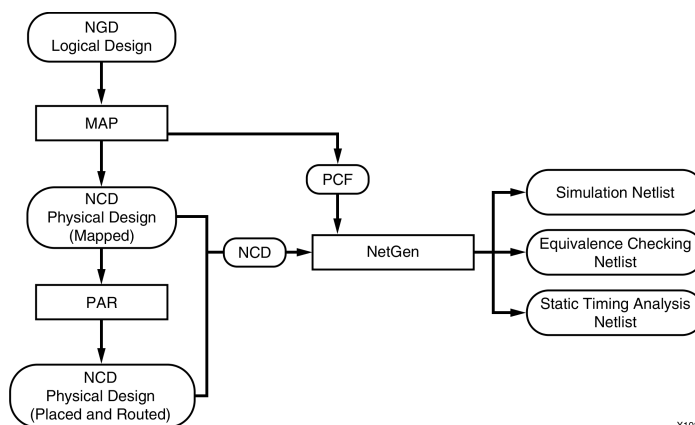 NGD
Logical Design
MAP
PCF
NCD
Physical Design
(Mapped)
NCD
NetGen
Simulation Netlist
Equivalence Checking
Netlist
Static Timing Analysis
Netlist
PAR
NCD
Physical Design
(Placed and Routed)